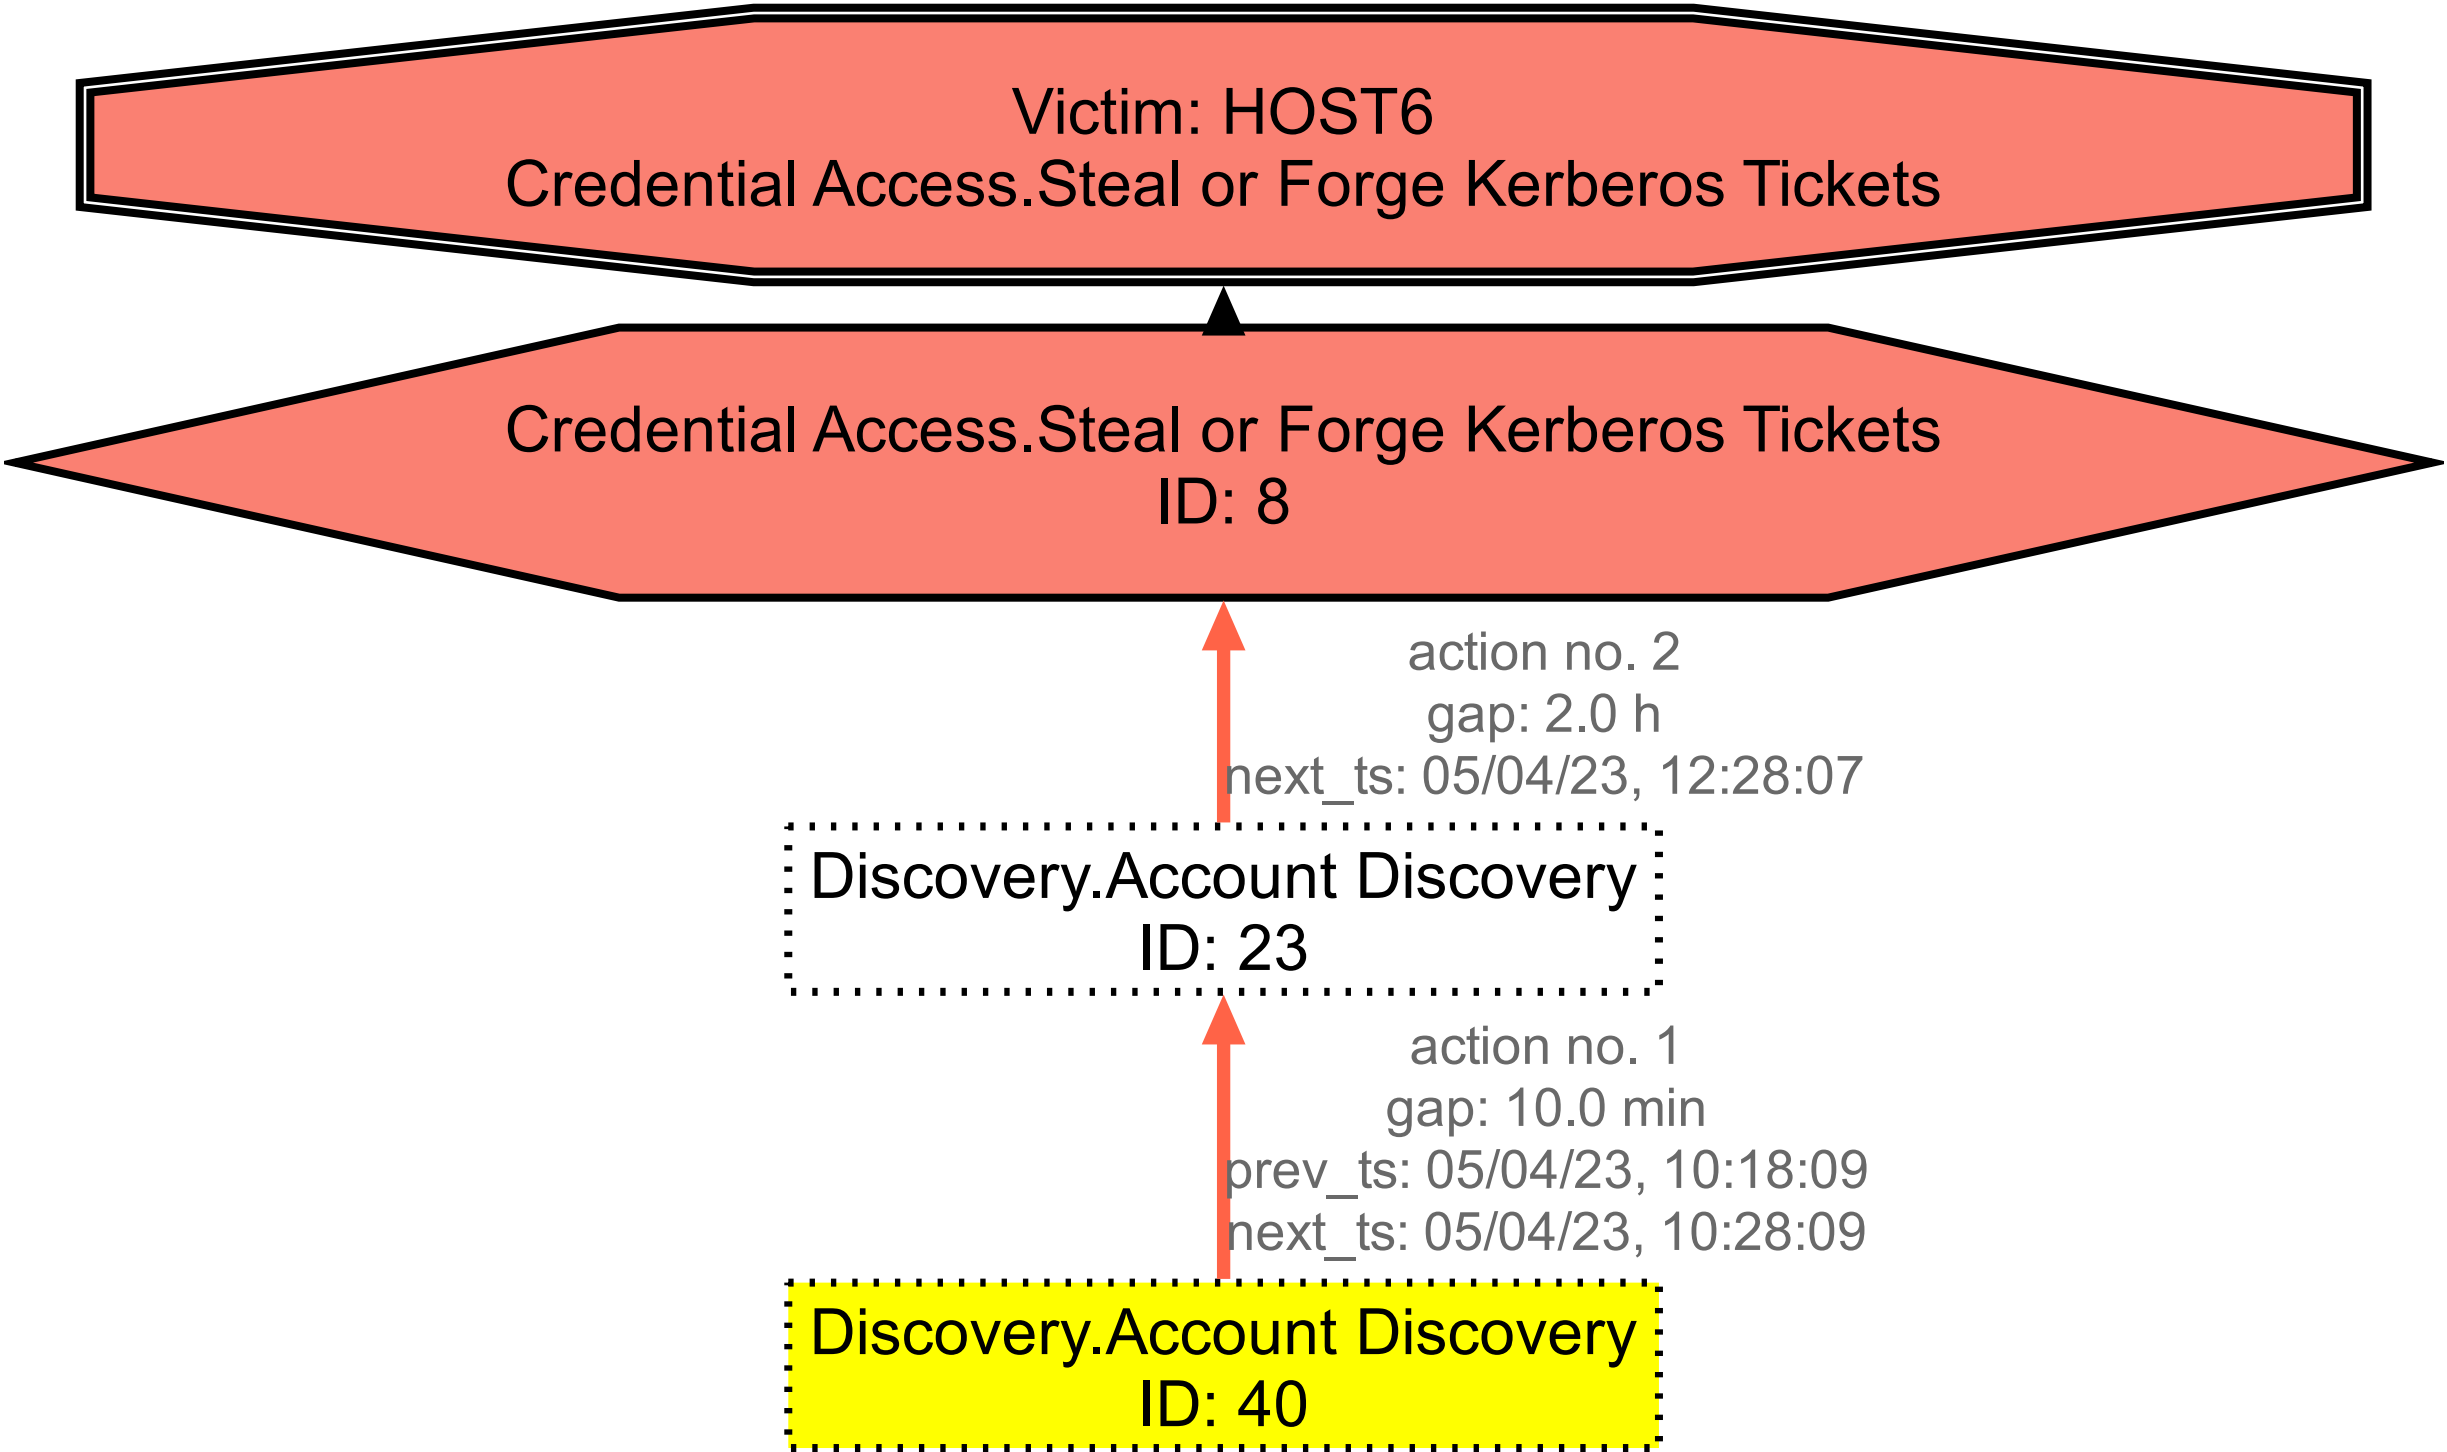 Victim: HOST6
Credential Access.Steal or Forge Kerberos Tickets
Credential Access.Steal or Forge Kerberos Tickets
ID: 8
action no. 2
gap: 2.0 h
next_ts: 05/04/23, 12:28:07
Discovery.Account Discovery
ID: 23
action no. 1
gap: 10.0 min
prev_ts: 05/04/23, 10:18:09
next_ts: 05/04/23, 10:28:09
Discovery.Account Discovery
ID: 40